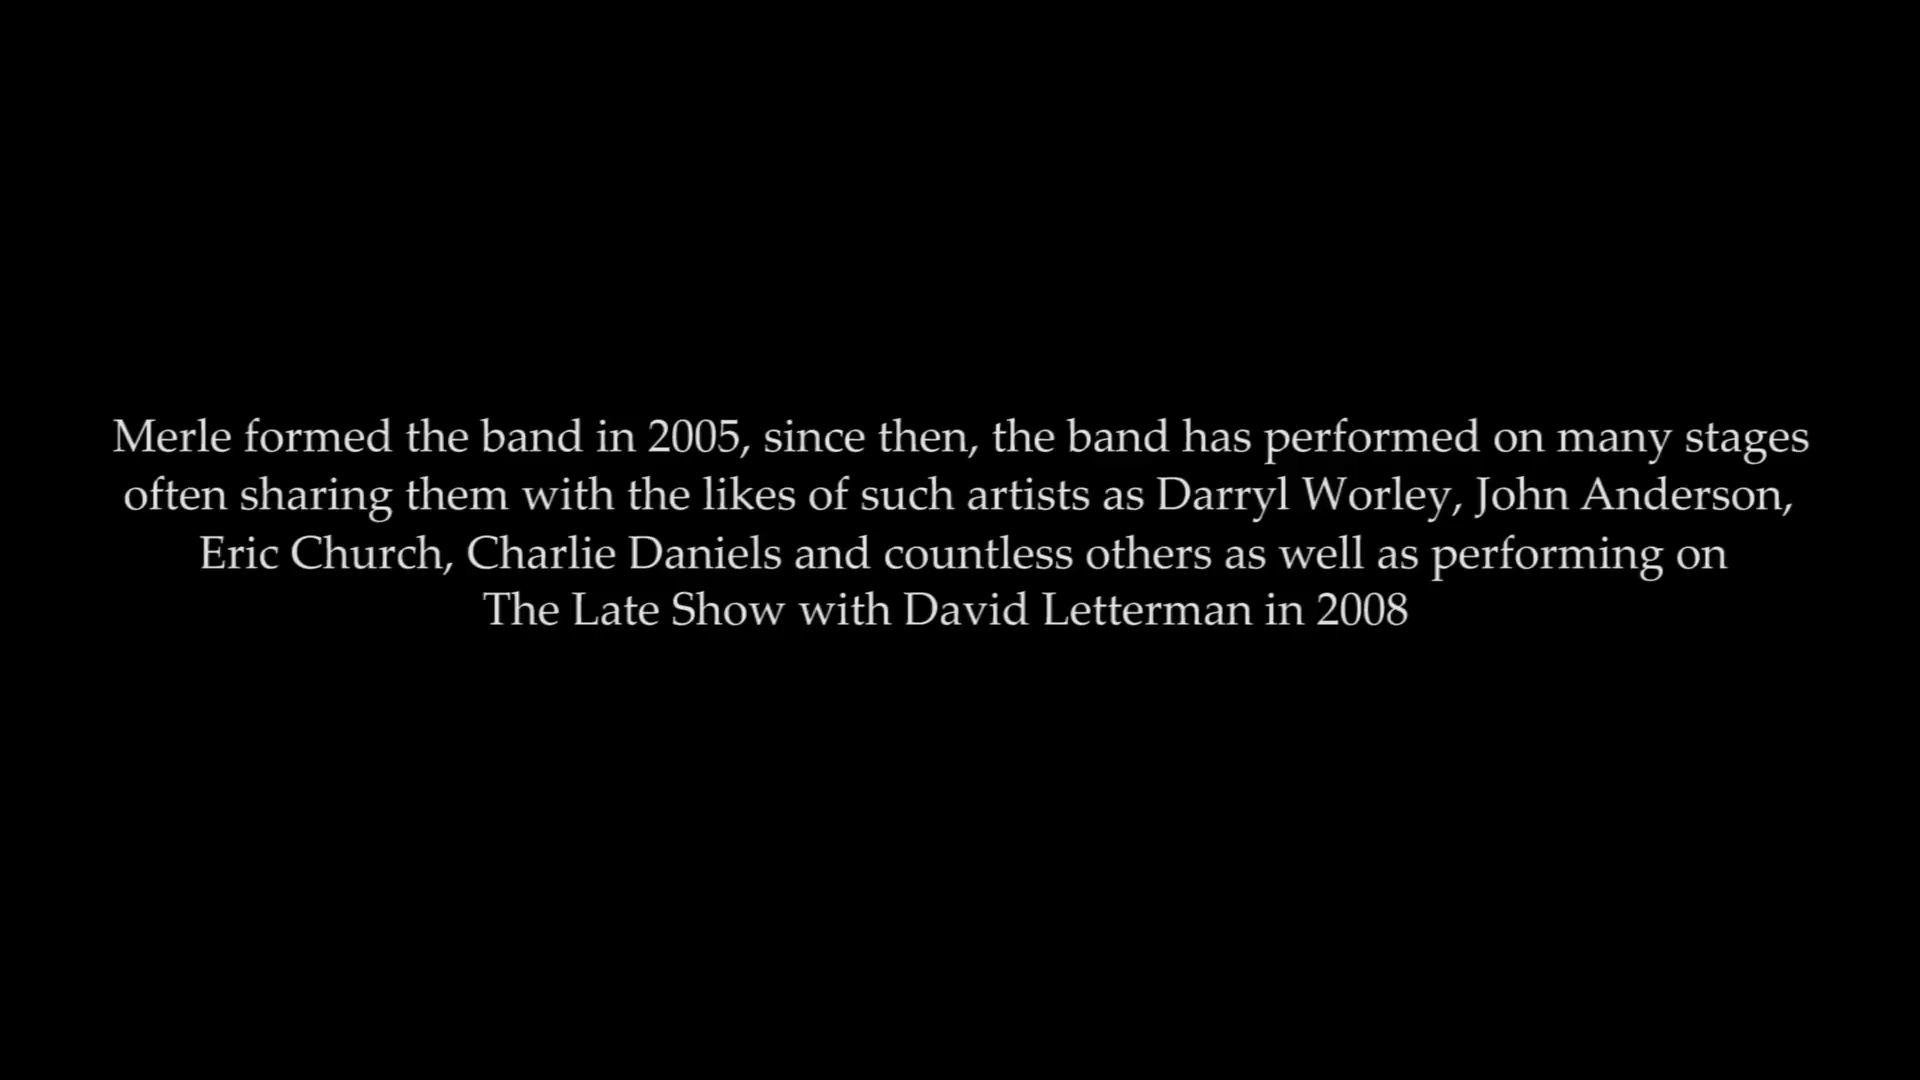 Merle formed the band in 2005, since then, the band has performed on many stages
often sharing them with the likes of such artists as Darryl Worley, John Anderson,
Eric Church, Charlie Daniels and countless others as well as performing on
The Late Show with David Letterman in 2008